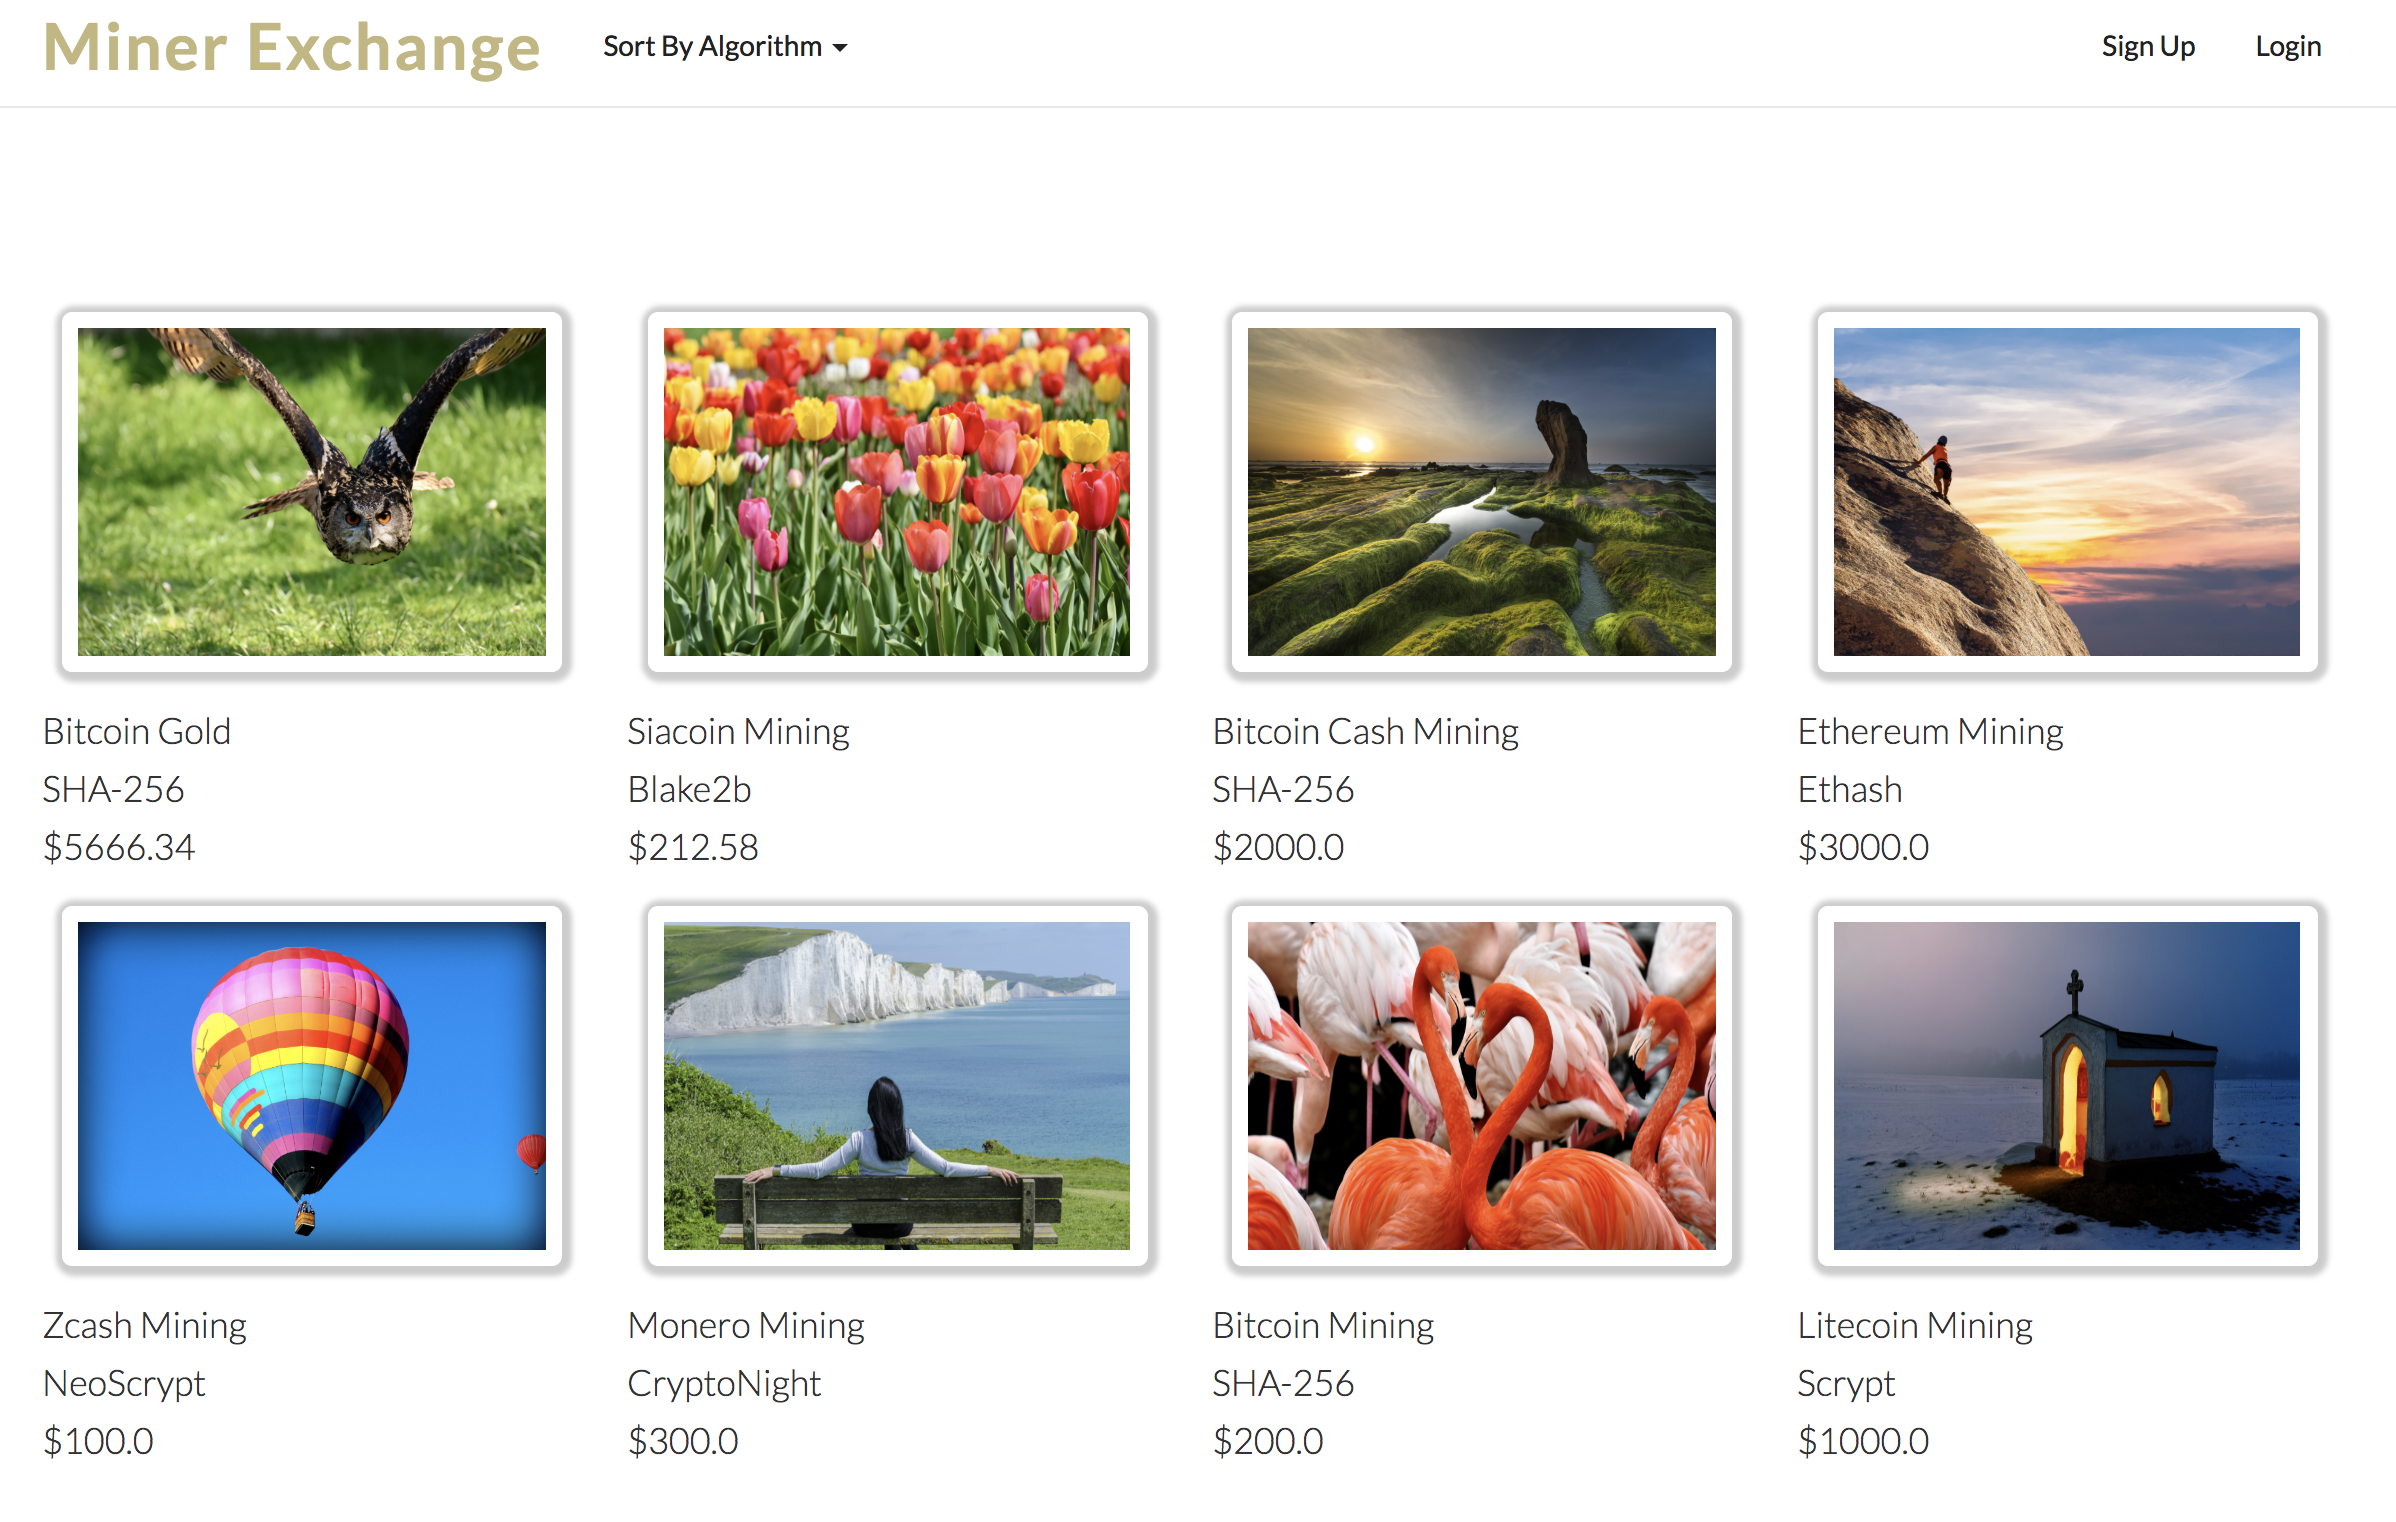 Miner Exchange
Sort By Algorithm
Sign Up
Login
Bitcoin Gold
SHA-256
$5666.34
Siacoin Mining
Blake2b
$212.58
Bitcoin Cash Mining
SHA-256
$2000.0
Ethereum Mining
Ethash
$3000.0
Zcash Mining
NeoScrypt
$100.0
Monero Mining
CryptoNight
$300.0
Bitcoin Mining
SHA-256
$200.0
Litecoin Mining
Scrypt
$1000.0